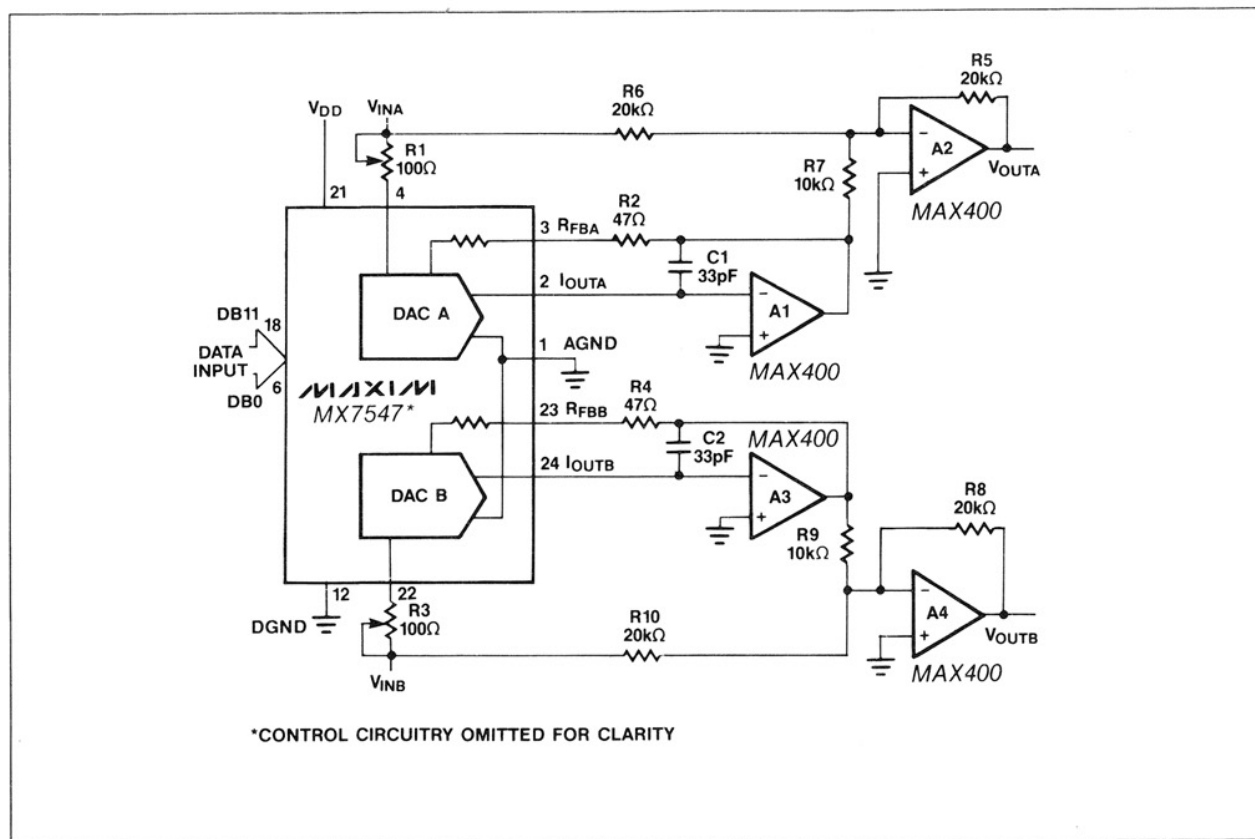 R5
20kΩ
R6
20kΩ
VDD
VINA
R1
100Ω
21
4
A2
VOUTA
R7
10kΩ
MAX400
R2
47Ω
3 RFBA
C1
33pF
2 IOUTA
DAC A
A1
DB11
18
DATA
INPUT
6
DB0
1 AGND
MAX400
MAXIM
MX7547*
R4
47Ω
23 RFBB
MAX400
C2
33pF
24 IOUTB
DAC B
A3
R8
20kΩ
R9
10kΩ
12
22
DGND
R3
100Ω
R10
20kΩ
A4
VOUTB
VINB
MAX400
*CONTROL CIRCUITRY OMITTED FOR CLARITY